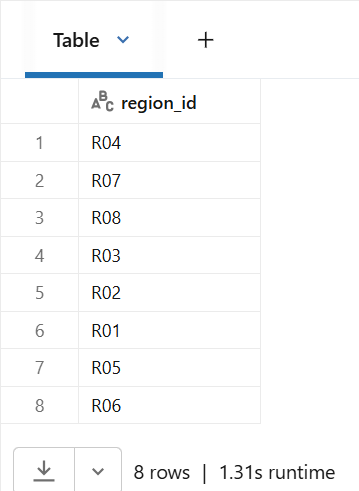 Table +
ABC region_id
1 R04
2 R07
3 R08
4 R03
5 R02
6 R01
7 R05
8 R06
8 rows | 1.31s runtime